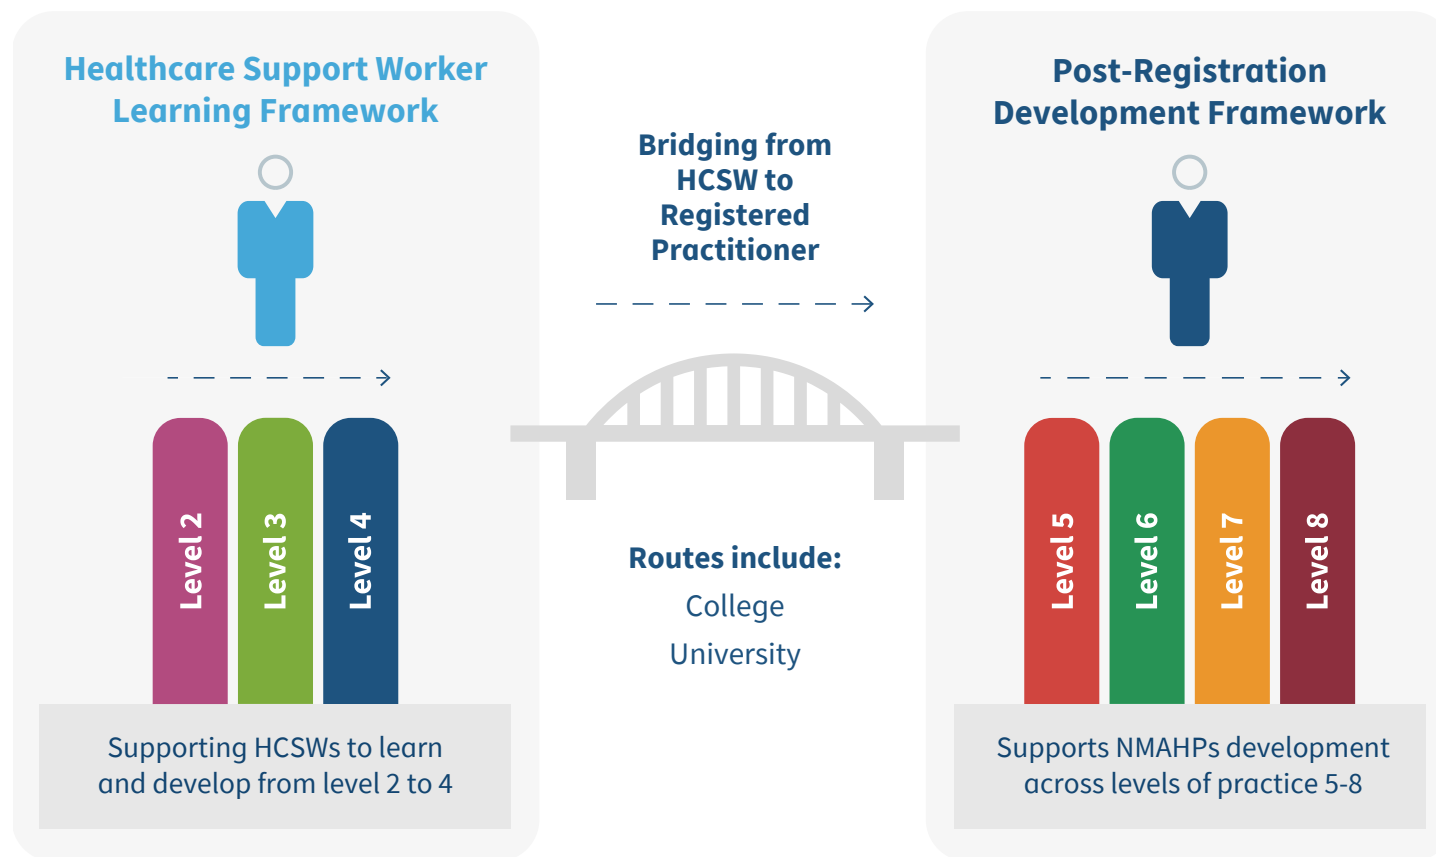 Healthcare Support Worker
Learning Framework
Level 2
Level 3
Level 4
Supporting HCSWs to learn
and develop from level 2 to 4
Bridging from
HCSW to
Registered
Practitioner
Routes include:
College
University
Post-Registration
Development Framework
Level 5
Level 6
Level 7
Level 8
Supports NMAHPs development
across levels of practice 5-8